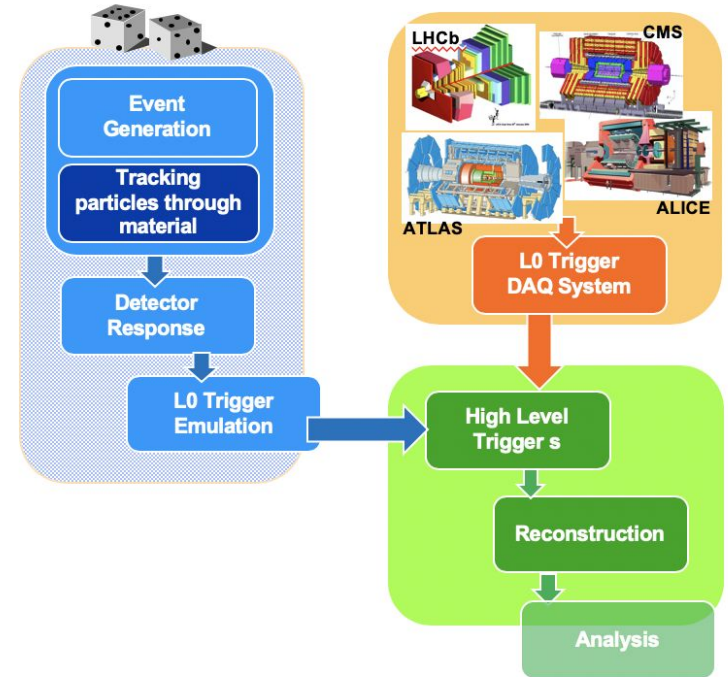 Event
Generation
Tracking
particles through
material
Detector
Response
L0 Trigger
Emulation
LHCb
CMS
ATLAS
ALICE
L0 Trigger
DAQ System
High Level
Trigger s
Reconstruction
Analysis